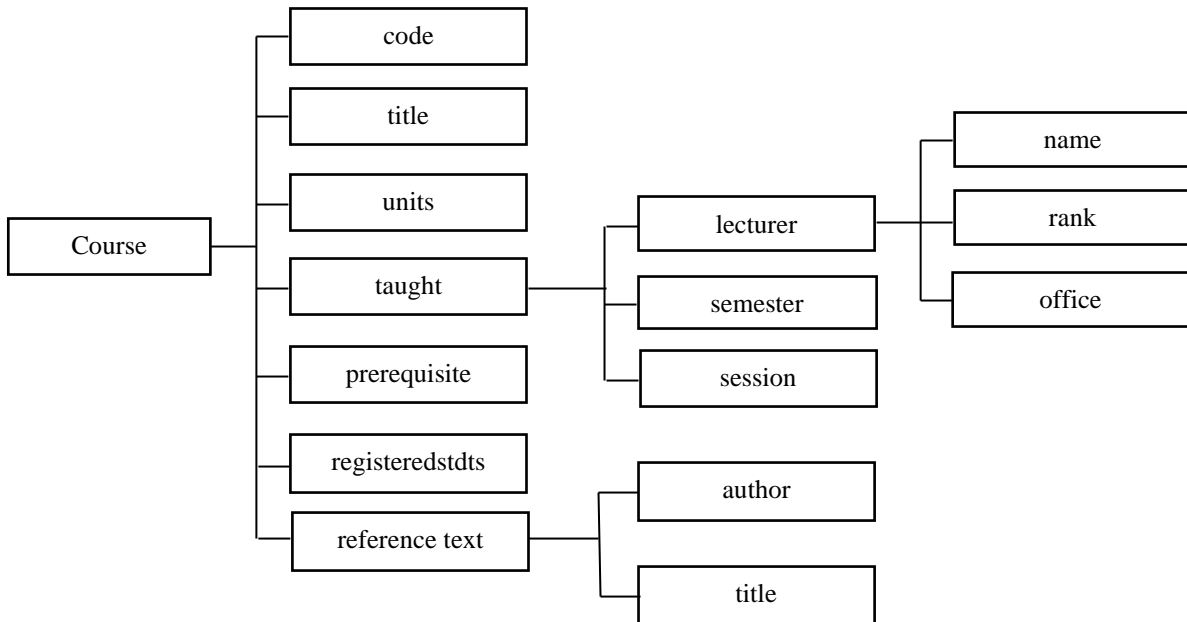 Course
code
title
units
taught
prerequisite
registeredstdts
reference text
lecturer
semester
session
author
title
name
rank
office